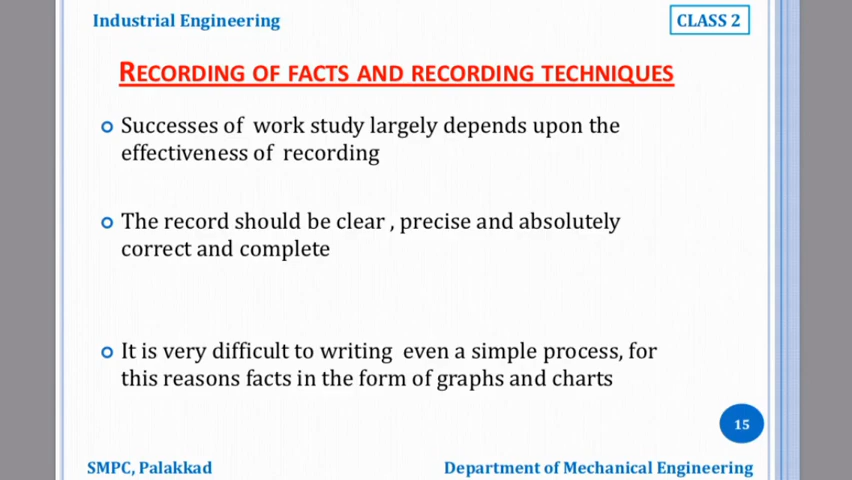 Industrial Engineering
CLASS 2
RECORDING OF FACTS AND RECORDING TECHNIQUES
Successes of work study largely depends upon the
effectiveness of recording
The record should be clear , precise and absolutely
correct and complete
It is very difficult to writing even a simple process, for
this reasons facts in the form of graphs and charts
15
SMPC, Palakkad
Department of Mechanical Engineering